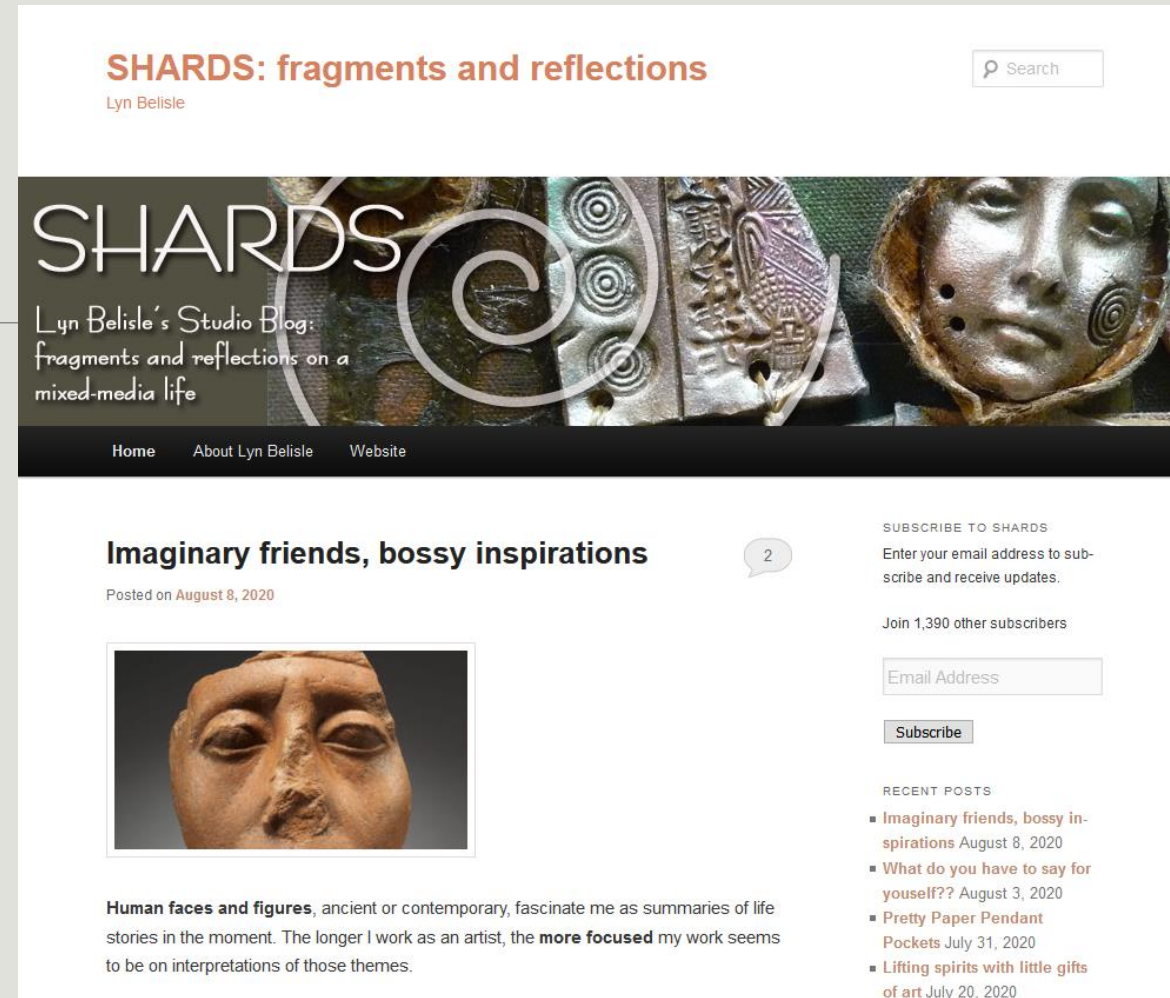 SHARDS: fragments and reflections
Lyn Belisle
Search
SHARDS
Lyn Belisle's Studio Blog:
fragments and reflections on a
mixed-media life
Home About Lyn Belisle Website
Imaginary friends, bossy inspirations
2
Posted on August 8, 2020
Human faces and figures, ancient or contemporary, fascinate me as summaries of life
stories in the moment. The longer I work as an artist, the more focused my work seems
to be on interpretations of those themes.
SUBSCRIBE TO SHARDS
Enter your email address to sub-
scribe and receive updates.
Join 1,390 other subscribers
Email Address
Subscribe
RECENT POSTS
Imaginary friends, bossy in-
spirations August 8, 2020
What do you have to say for
youself?? August 3, 2020
Pretty Paper Pendant
Pockets July 31, 2020
Lifting spirits with little gifts
of art July 20, 2020